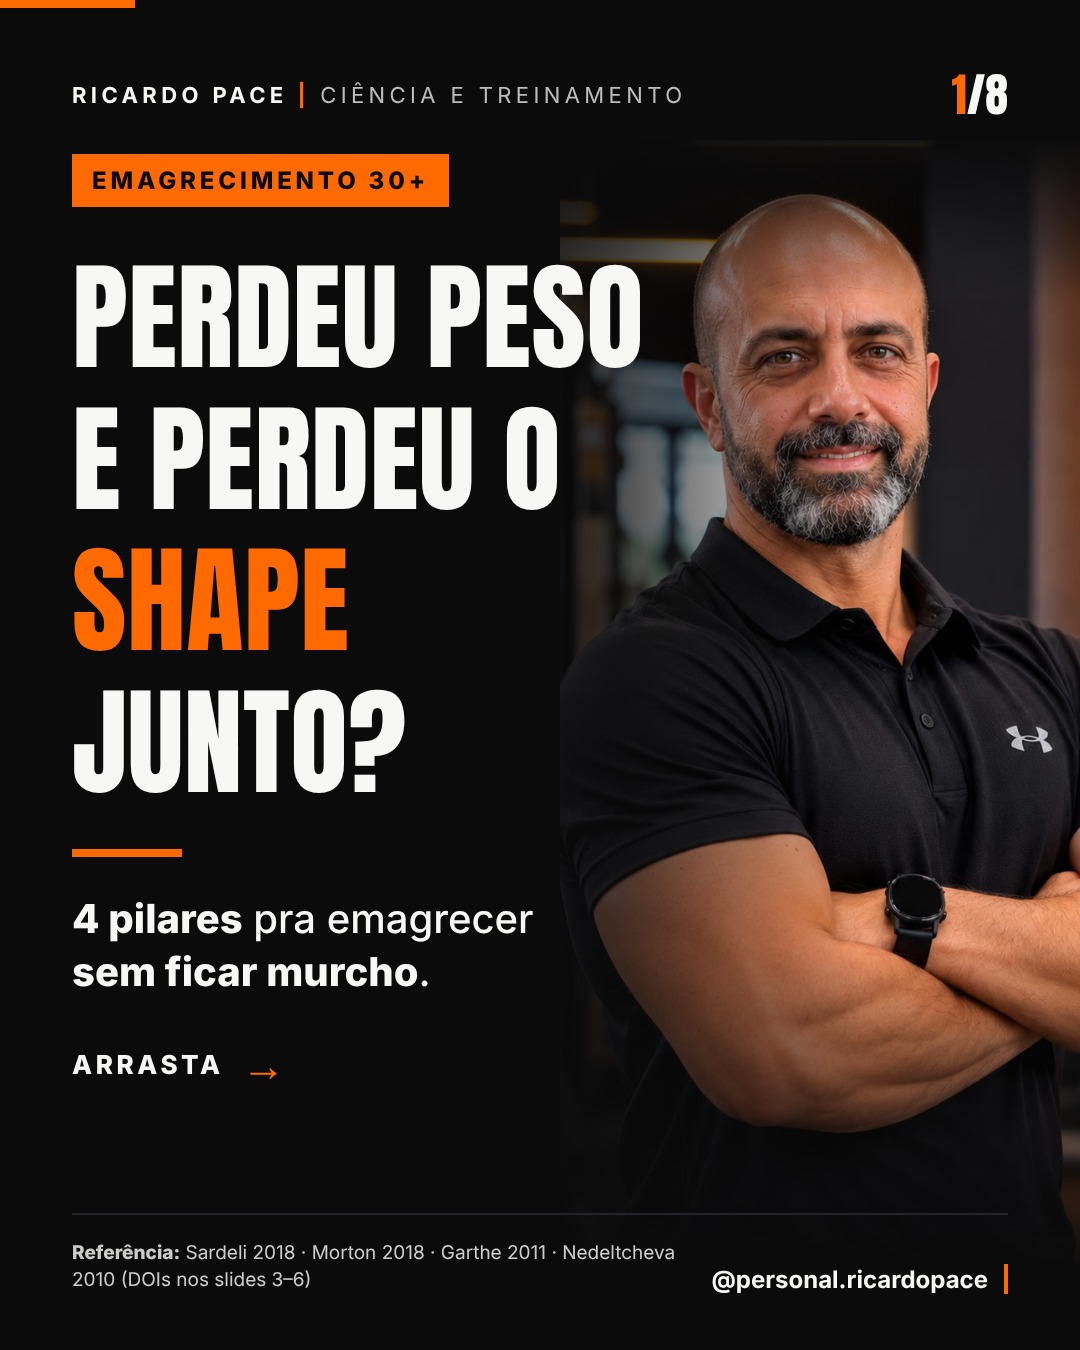 RICARDO PACE | CIÊNCIA E TREINAMENTO
1/8
EMAGRECIMENTO 30+
PERDEU PESO
E PERDEU O
SHAPE
JUNTO?
4 pilares pra emagrecer
sem ficar murcho.
ARRASTA →
Referência: Sardeli 2018 · Morton 2018 · Garthe 2011 · Nedeltcheva
2010 (DOIs nos slides 3–6)
@personal.ricardopace